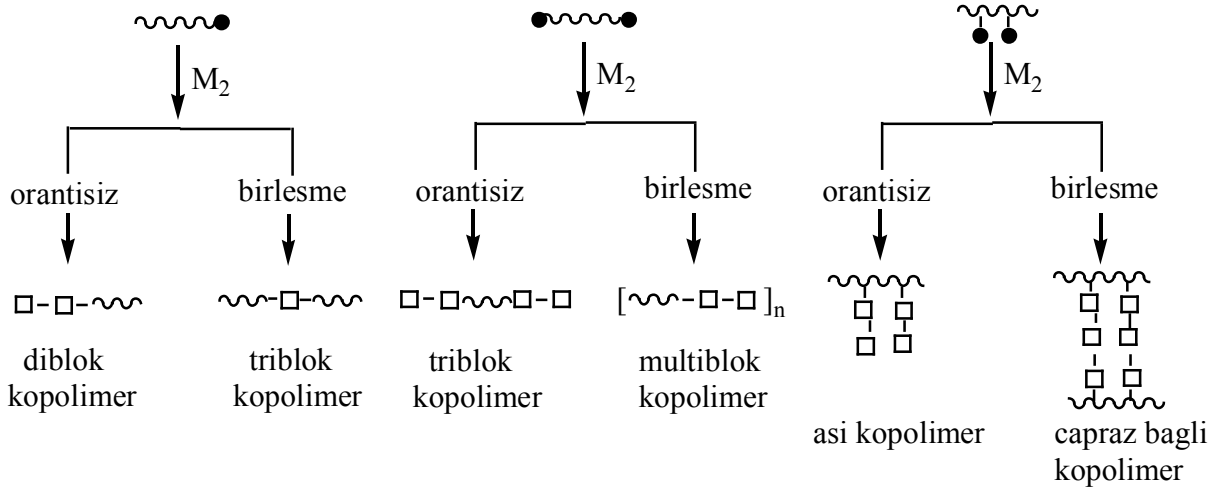 M2
M2
M2
orantisiz
birlesme
orantisiz
birlesme
orantisiz
birlesme
[
]n
diblok
kopolimer
triblok
kopolimer
triblok
kopolimer
multiblok
kopolimer
asi kopolimer
capraz bagli
kopolimer